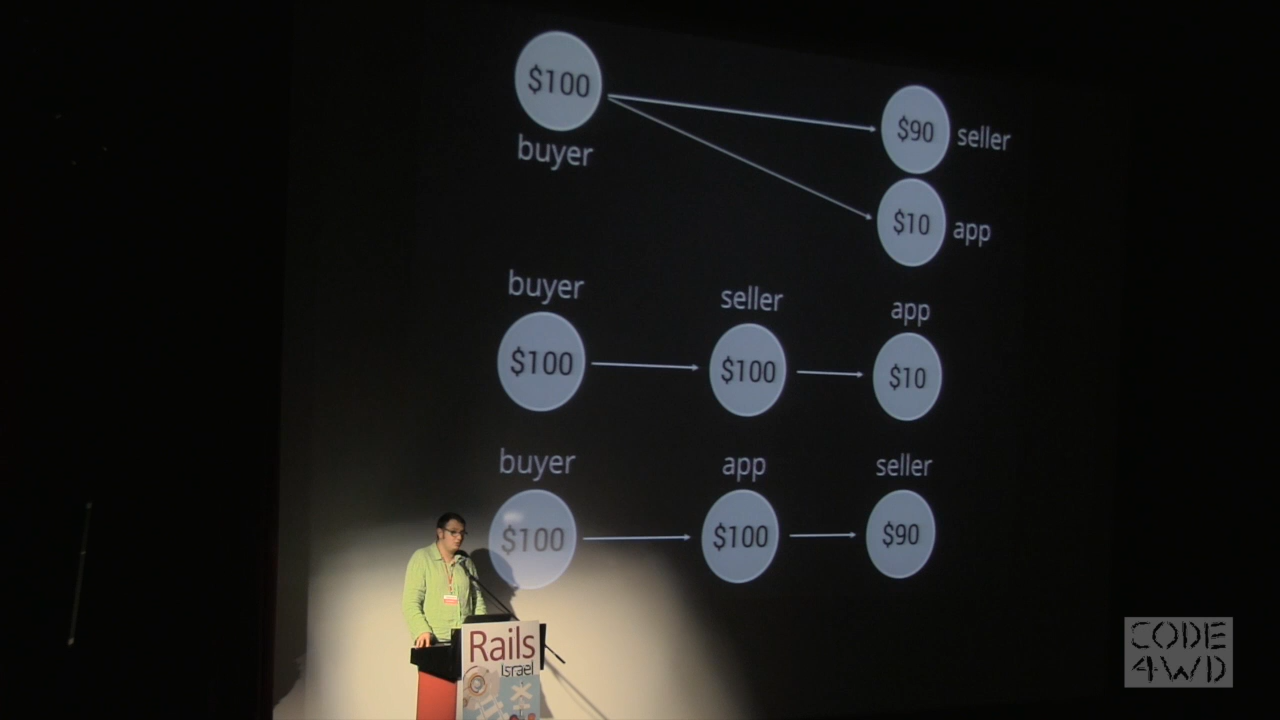 $100
buyer
$90
seller
$10
app
buyer
seller
app
$100
$100
$10
buyer
app
seller
$100
$100
$90
Rails
Israel
CODE
4WD